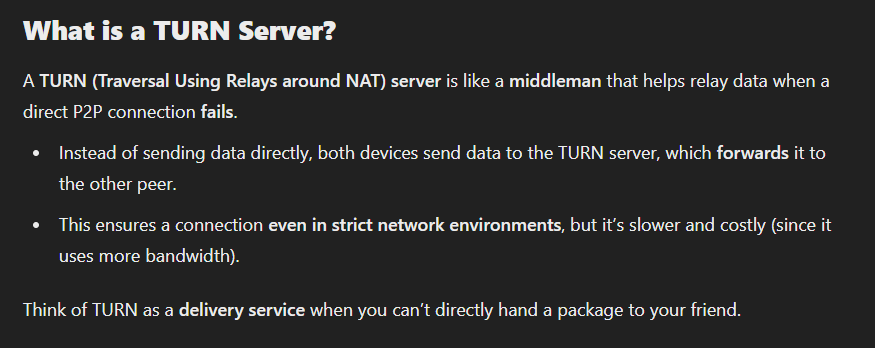 What is a TURN Server?
A TURN (Traversal Using Relays around NAT) server is like a middleman that helps relay data when a
direct P2P connection fails.
• Instead of sending data directly, both devices send data to the TURN server, which forwards it to
the other peer.
• This ensures a connection even in strict network environments, but it’s slower and costly (since it
uses more bandwidth).
Think of TURN as a delivery service when you can’t directly hand a package to your friend.